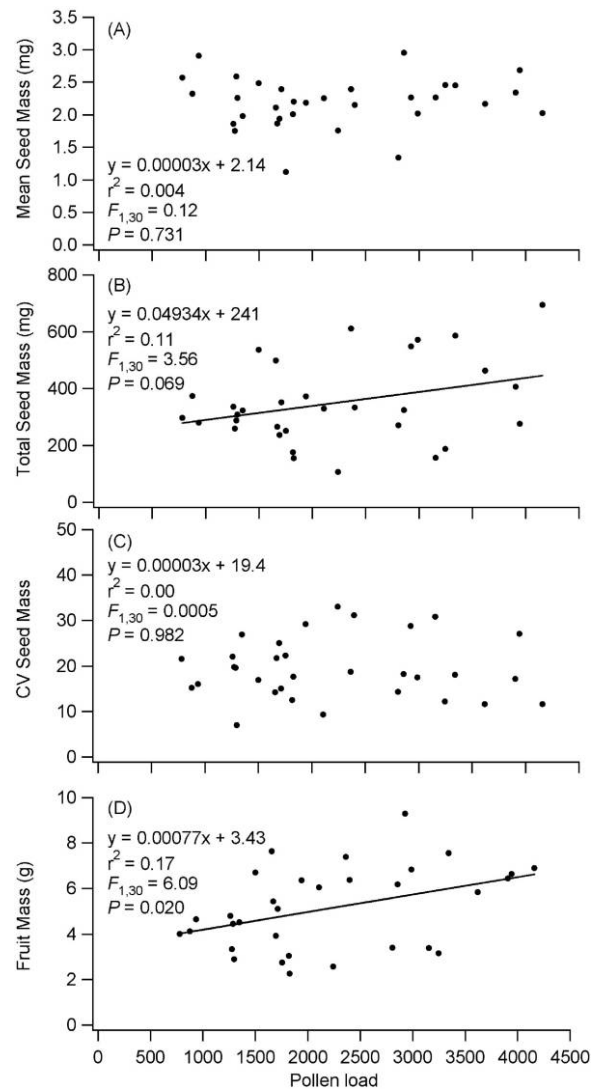 (A)
Mean Seed Mass (mg)
3.5
3.0
2.5
2.0
1.5
1.0
0.5
0.0
y = 0.00003x + 2.14
r² = 0.004
F1,30 = 0.12
P = 0.731
(B)
Total Seed Mass (mg)
800
600
400
200
0
y = 0.04934x + 241
r² = 0.11
F1,30 = 3.56
P = 0.069
(C)
CV Seed Mass
50
40
30
20
10
0
y = 0.00003x + 19.4
r² = 0.00
F1,30 = 0.0005
P = 0.982
(D)
Fruit Mass (g)
10
8
6
4
2
0
y = 0.00077x + 3.43
r² = 0.17
F1,30 = 6.09
P = 0.020
0 500 1000 1500 2000 2500 3000 3500 4000 4500
Pollen load